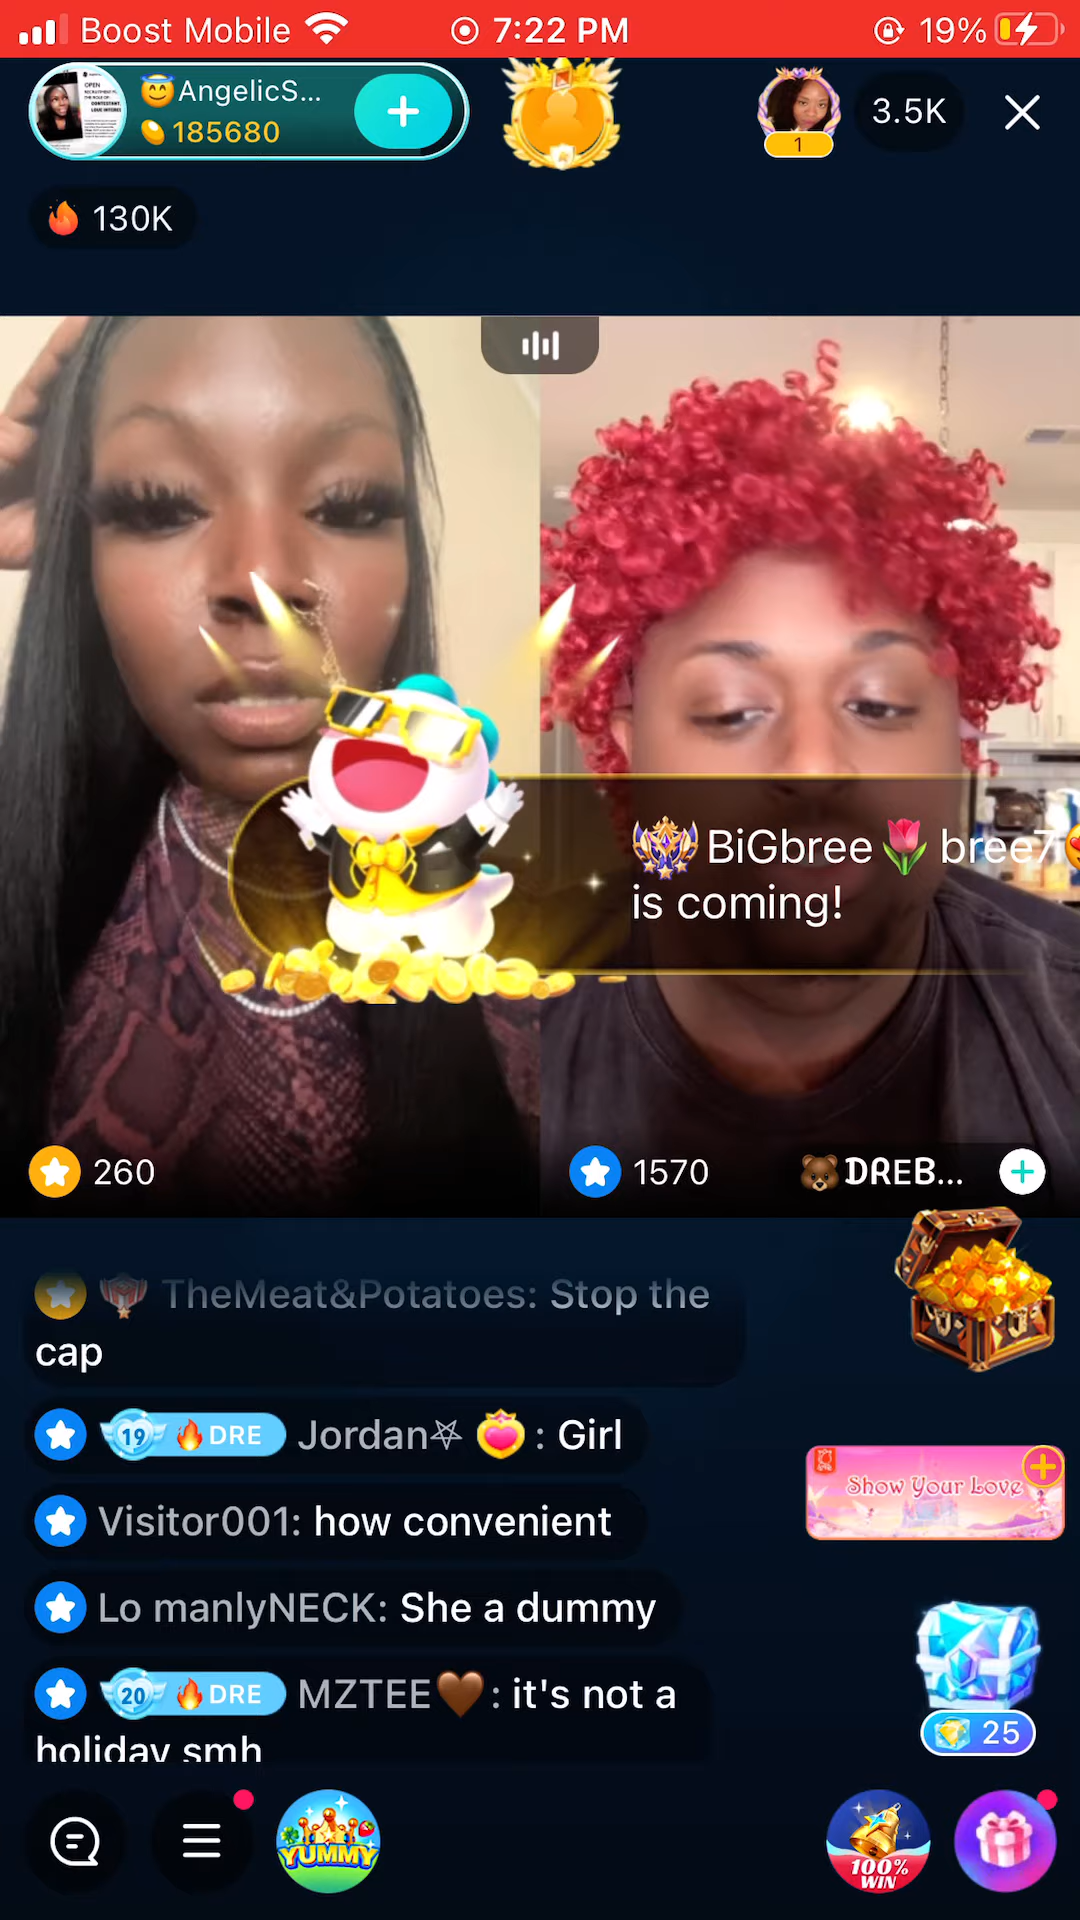 Boost Mobile 7:22 PM 19%
😇AngelicS...
185680
+
1
3.5K
130K
BiGbree🌷bree7
is coming!
260
1570 🐻DREB...
TheMeat&Potatoes: Stop the
cap
19 🔥DRE Jordan⛧ : Girl
Visitor001: how convenient
Lo manlyNECK: She a dummy
20 🔥DRE MZTEE🤎: it's not a
holiday smh
Show Your Love
25
YUMMY
100%
WIN